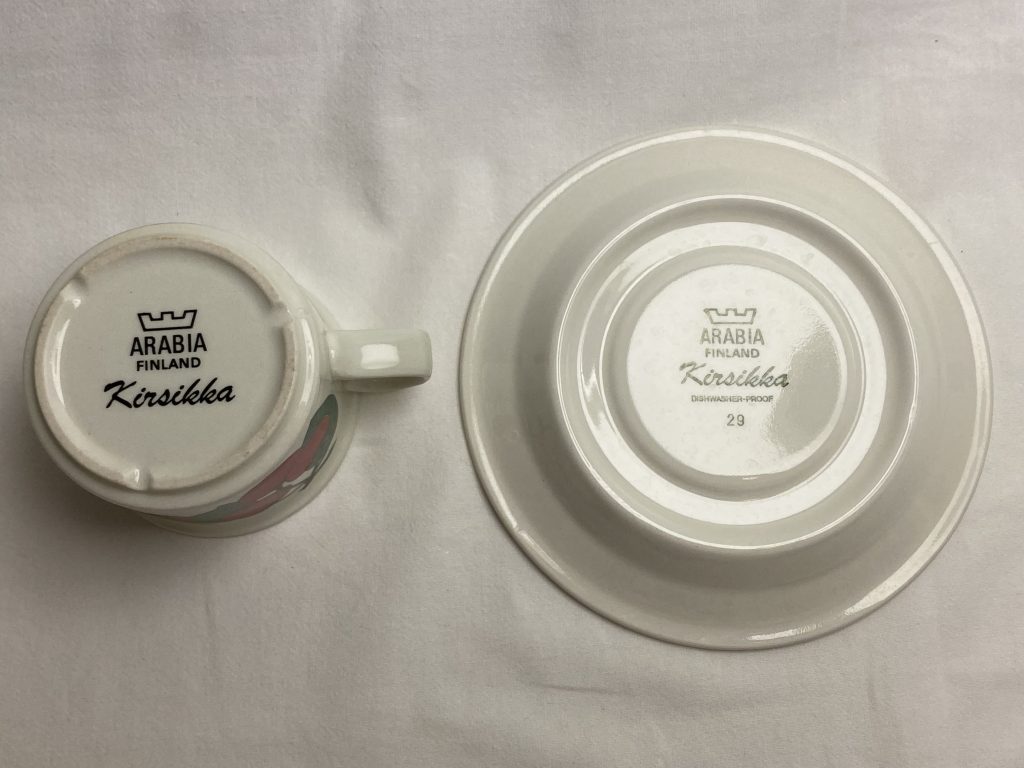 ARABIA
FINLAND
Kirsikka
ARABIA
FINLAND
Kirsikka
DISHWASHER-PROOF
29